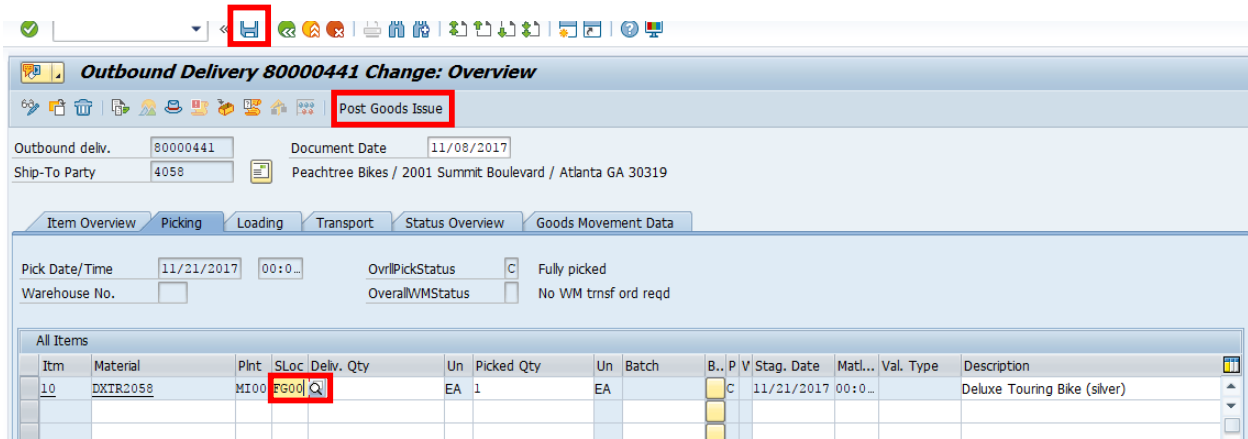 Outbound Delivery 80000441 Change: Overview
Post Goods Issue
Outbound deliv. 80000441 Document Date 11/08/2017
Ship-To Party 4058 Peachtree Bikes / 2001 Summit Boulevard / Atlanta GA 30319
Item Overview Picking Loading Transport Status Overview Goods Movement Data
Pick Date/Time 11/21/2017 00:0… OvrllPickStatus C Fully picked
Warehouse No. OverallWMStatus No WM trnsf ord reqd
All Items
Itm Material Plnt SLoc Deliv. Qty Un Picked Qty Un Batch B.. P V Stag. Date Matl... Val. Type Description
10 DXTR2058 MI00 FG00 EA 1 EA C 11/21/2017 00:0… Deluxe Touring Bike (silver)